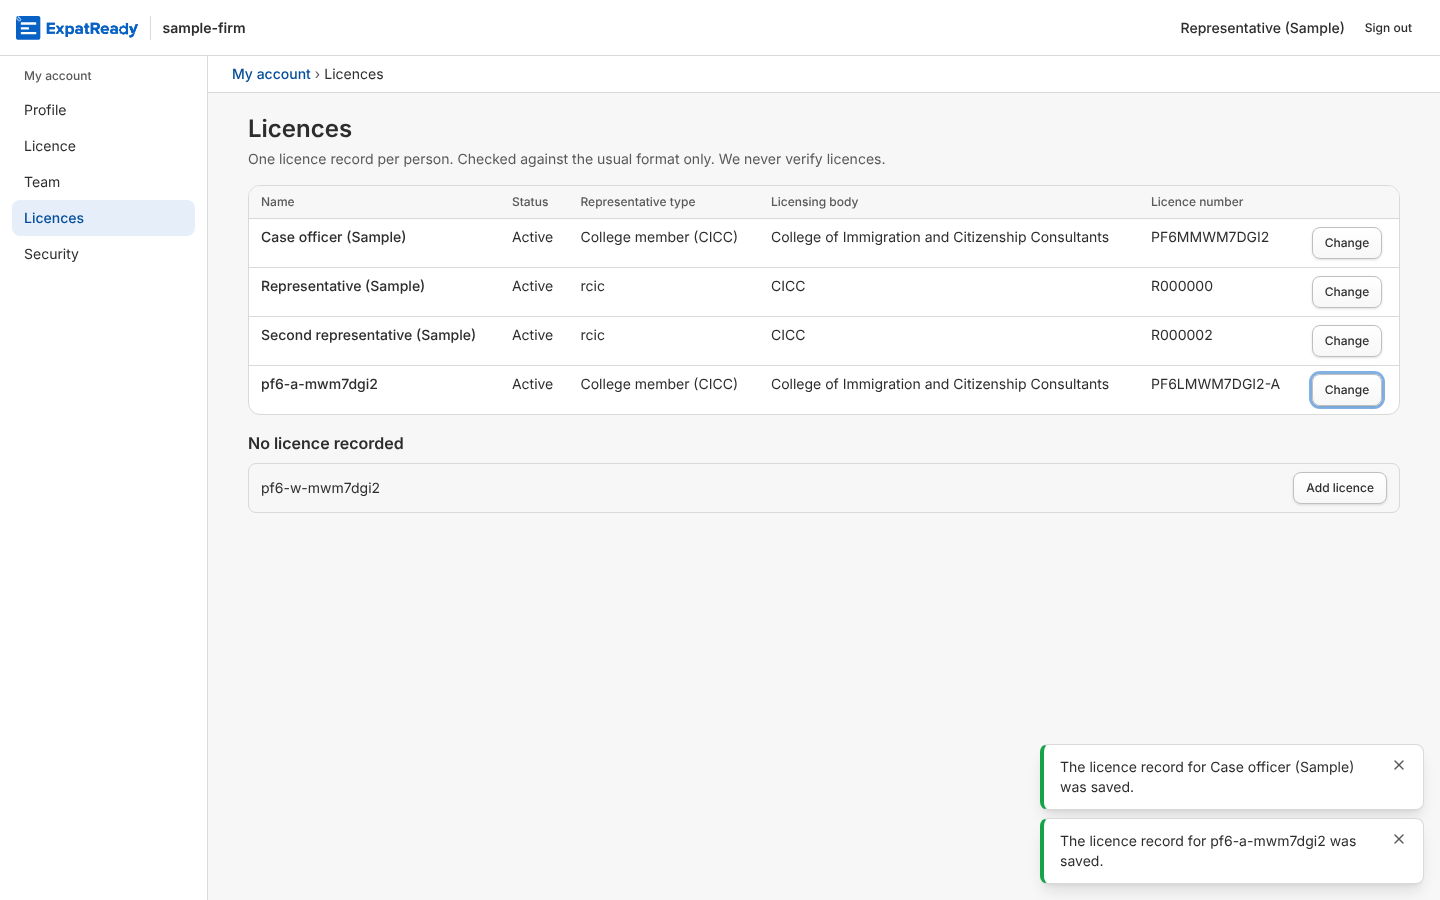 ExpatReady
sample-firm
Representative (Sample)
Sign out
My account
Profile
Licence
Team
Licences
Security
My account › Licences
Licences
One licence record per person. Checked against the usual format only. We never verify licences.
Name Status Representative type Licensing body Licence number
Case officer (Sample) Active College member (CICC) College of Immigration and Citizenship Consultants PF6MMWM7DGI2 Change
Representative (Sample) Active rcic CICC R000000 Change
Second representative (Sample) Active rcic CICC R000002 Change
pf6-a-mwm7dgi2 Active College member (CICC) College of Immigration and Citizenship Consultants PF6LMWM7DGI2-A Change
No licence recorded
pf6-w-mwm7dgi2 Add licence
The licence record for Case officer (Sample)
was saved.
The licence record for pf6-a-mwm7dgi2 was
saved.